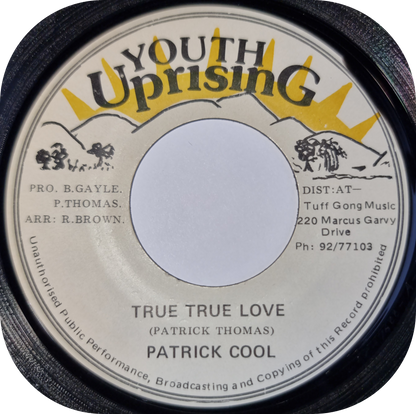 YOUTH
UprisinG
PRO. B.GAYLE.
P.THOMAS.
ARR: R.BROWN.
DIST:AT—
Tuff Gong Music
220 Marcus Garvy
Drive
Ph: 92/77103
TRUE TRUE LOVE
(PATRICK THOMAS)
PATRICK COOL
Unauthorised Public Performance, Broadcasting and Copying of this Record prohibited